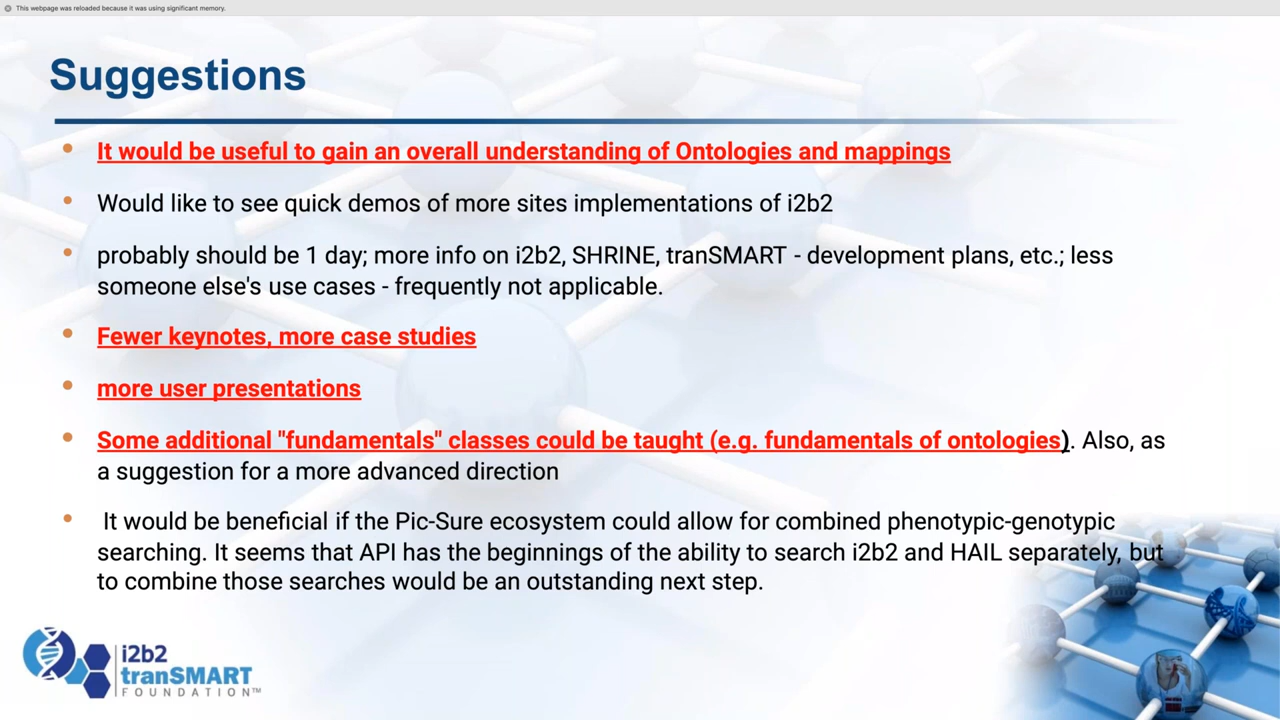 This webpage was reloaded because it was using significant memory.
Suggestions
It would be useful to gain an overall understanding of Ontologies and mappings
Would like to see quick demos of more sites implementations of i2b2
probably should be 1 day; more info on i2b2, SHRINE, tranSMART - development plans, etc.; less
someone else's use cases - frequently not applicable.
Fewer keynotes, more case studies
more user presentations
Some additional "fundamentals" classes could be taught (e.g. fundamentals of ontologies). Also, as
a suggestion for a more advanced direction
It would be beneficial if the Pic-Sure ecosystem could allow for combined phenotypic-genotypic
searching. It seems that API has the beginnings of the ability to search i2b2 and HAIL separately, but
to combine those searches would be an outstanding next step.
i2b2
tranSMART
FOUNDATION™